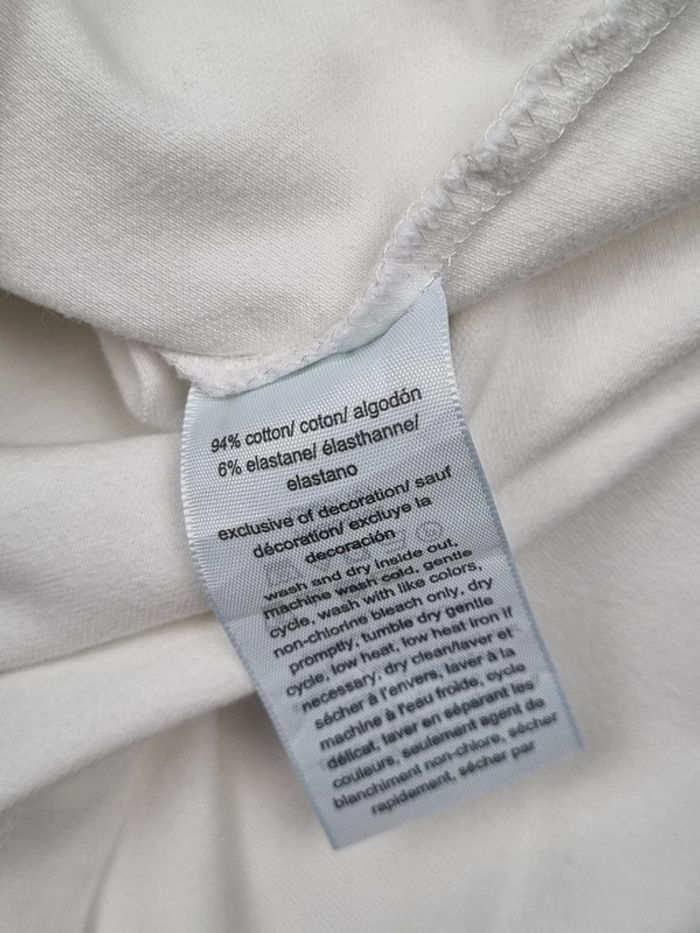 94% cotton/ coton/ algodón
6% elastane/ élasthanne/
elastano
exclusive of decoration/ sauf
décoration/ excluye la
decoración
wash and dry inside out,
machine wash cold, gentle
cycle, wash with like colors,
non-chlorine bleach only, dry
promptly, tumble dry gentle
cycle, low heat, low heat iron if
necessary, dry clean/laver et
sécher à l'envers, laver à la
machine à l'eau froide, cycle
délicat, laver en séparant les
couleurs, seulement agent de
blanchiment non-chlore, sécher
rapidement, sécher par